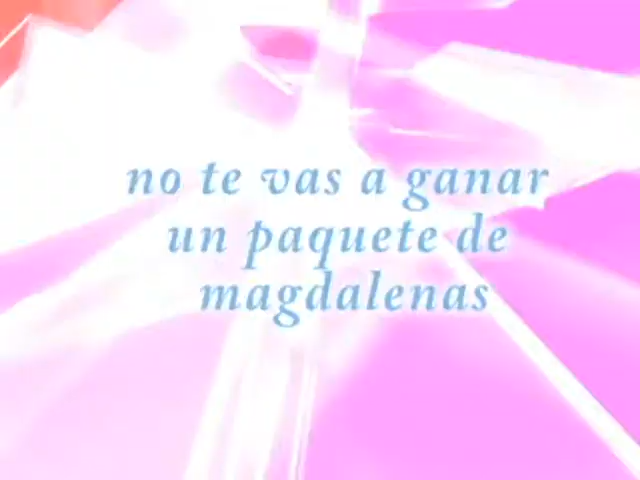 no te vas a ganar
un paquete de
magdalenas